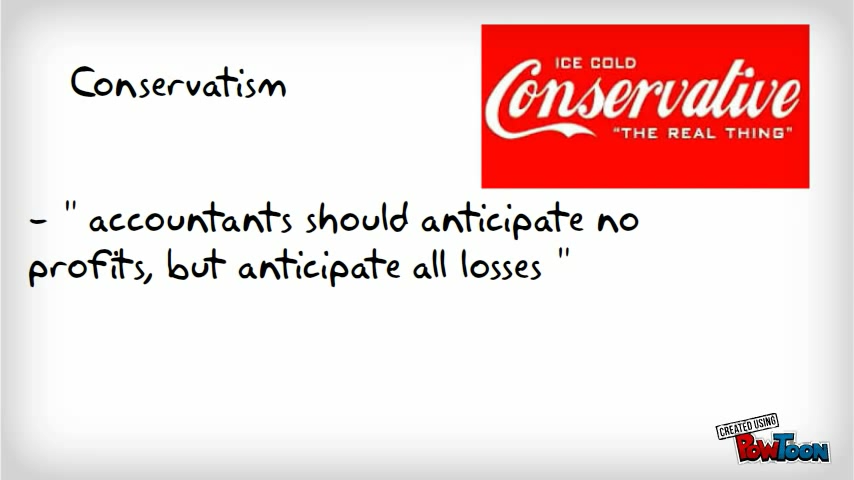 Conservatism
ICE COLD
Conservative
"THE REAL THING"
- " accountants should anticipate no
profits, but anticipate all losses "
CREATED USING
POWTOON